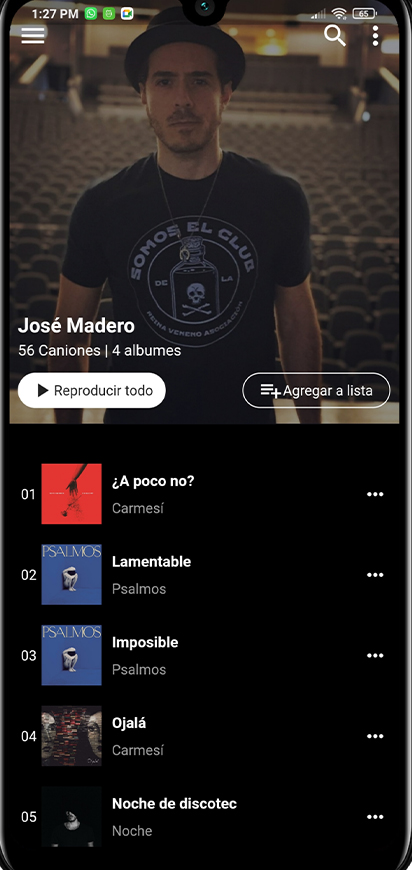 1:27 PM
65
SOMOS EL CLUB
DE LA
REINA VENENO ASOCIACIÓN
José Madero
56 Caniones | 4 albumes
Reproducir todo
Agregar a lista
01
¿A poco no?
Carmesí
PSALMOS
02
Lamentable
Psalmos
PSALMOS
03
Imposible
Psalmos
04
Ojalá
Carmesí
05
Noche de discotec
Noche